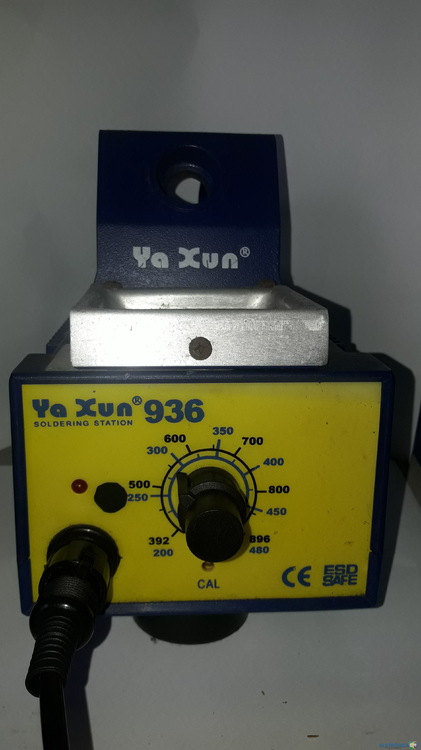 Ya Xun®
Ya Xun® 936
SOLDERING STATION
350
600
700
300
400
500
800
250
450
392
896
200
480
CAL
CE ESD
SAFE